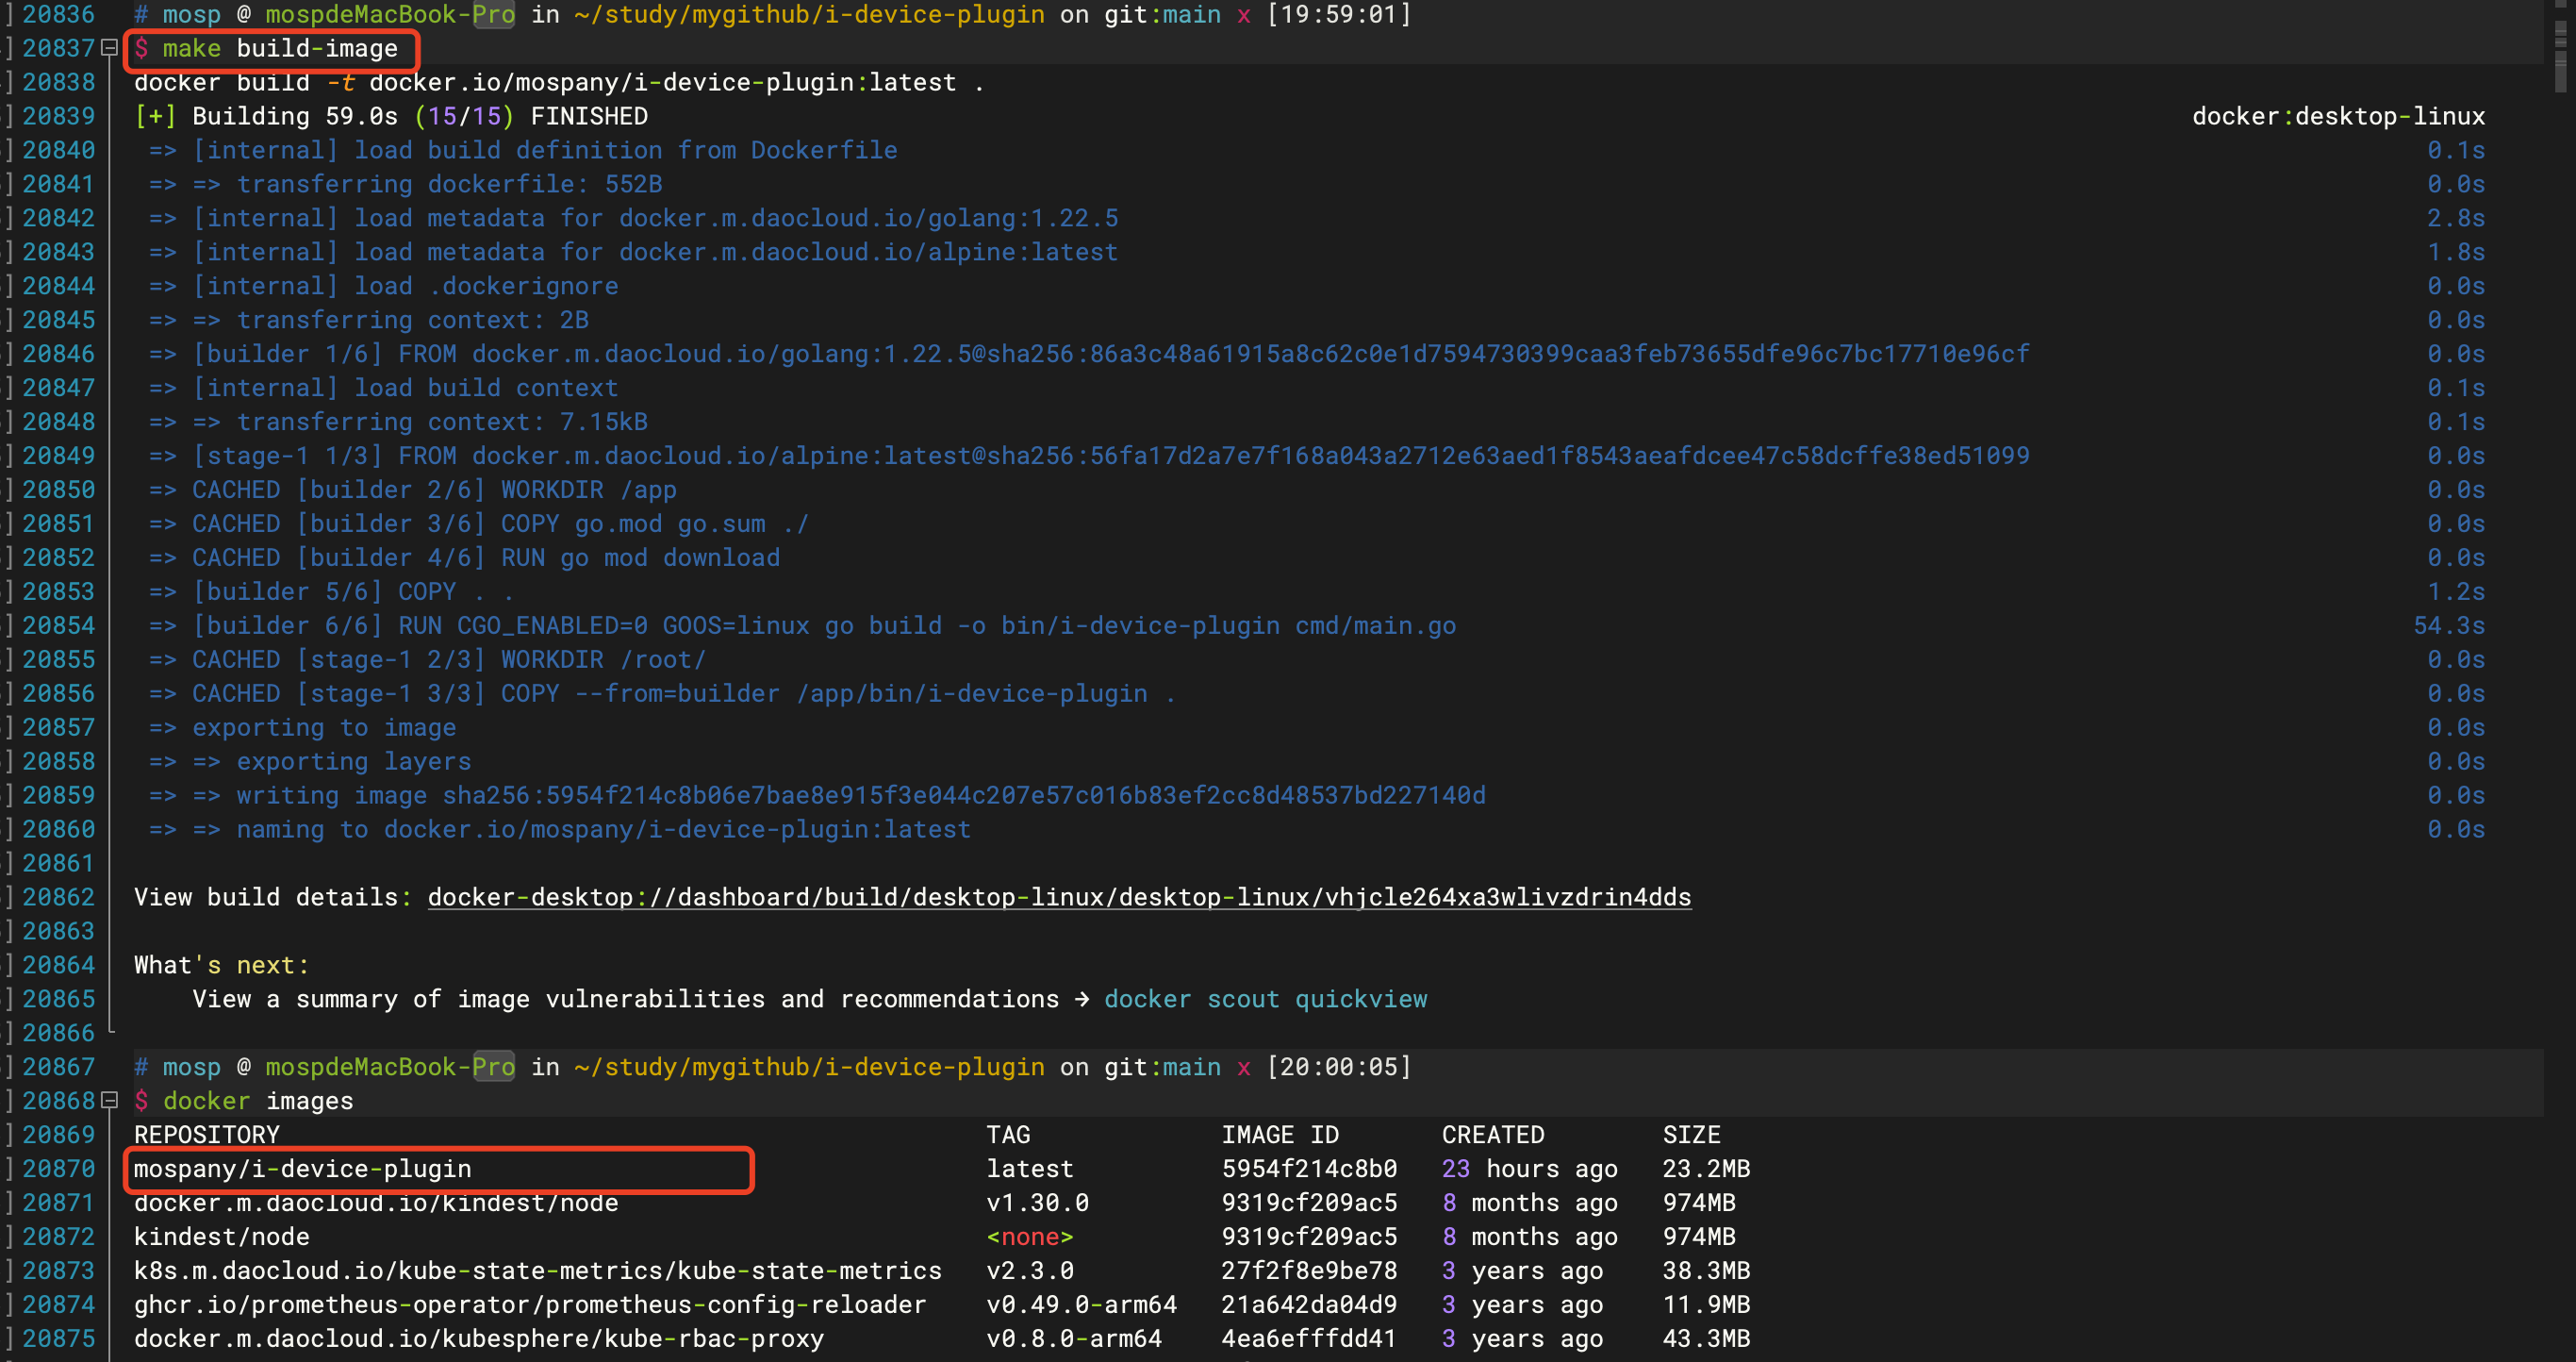 20836 # mosp @ mospdeMacBook-Pro in ~/study/mygithub/i-device-plugin on git:main x [19:59:01]
20837 $ make build-image
20838 docker build -t docker.io/mospany/i-device-plugin:latest .
20839 [+] Building 59.0s (15/15) FINISHED docker:desktop-linux
20840 => [internal] load build definition from Dockerfile 0.1s
20841 => => transferring dockerfile: 552B 0.0s
20842 => [internal] load metadata for docker.m.daocloud.io/golang:1.22.5 2.8s
20843 => [internal] load metadata for docker.m.daocloud.io/alpine:latest 1.8s
20844 => [internal] load .dockerignore 0.0s
20845 => => transferring context: 2B 0.0s
20846 => [builder 1/6] FROM docker.m.daocloud.io/golang:1.22.5@sha256:86a3c48a61915a8c62c0e1d7594730399caa3feb73655dfe96c7bc17710e96cf 0.0s
20847 => [internal] load build context 0.1s
20848 => => transferring context: 7.15kB 0.1s
20849 => [stage-1 1/3] FROM docker.m.daocloud.io/alpine:latest@sha256:56fa17d2a7e7f168a043a2712e63aed1f8543aeafdcee47c58dcffe38ed51099 0.0s
20850 => CACHED [builder 2/6] WORKDIR /app 0.0s
20851 => CACHED [builder 3/6] COPY go.mod go.sum ./ 0.0s
20852 => CACHED [builder 4/6] RUN go mod download 0.0s
20853 => [builder 5/6] COPY . . 1.2s
20854 => [builder 6/6] RUN CGO_ENABLED=0 GOOS=linux go build -o bin/i-device-plugin cmd/main.go 54.3s
20855 => CACHED [stage-1 2/3] WORKDIR /root/ 0.0s
20856 => CACHED [stage-1 3/3] COPY --from=builder /app/bin/i-device-plugin . 0.0s
20857 => exporting to image 0.0s
20858 => => exporting layers 0.0s
20859 => => writing image sha256:5954f214c8b06e7bae8e915f3e044c207e57c016b83ef2cc8d48537bd227140d 0.0s
20860 => => naming to docker.io/mospany/i-device-plugin:latest 0.0s
20861
20862 View build details: docker-desktop://dashboard/build/desktop-linux/desktop-linux/vhjcle264xa3wlivzdrin4dds
20863
20864 What's next:
20865 View a summary of image vulnerabilities and recommendations → docker scout quickview
20866
20867 # mosp @ mospdeMacBook-Pro in ~/study/mygithub/i-device-plugin on git:main x [20:00:05]
20868 $ docker images
20869 REPOSITORY TAG IMAGE ID CREATED SIZE
20870 mospany/i-device-plugin latest 5954f214c8b0 23 hours ago 23.2MB
20871 docker.m.daocloud.io/kindest/node v1.30.0 9319cf209ac5 8 months ago 974MB
20872 kindest/node <none> 9319cf209ac5 8 months ago 974MB
20873 k8s.m.daocloud.io/kube-state-metrics/kube-state-metrics v2.3.0 27f2f8e9be78 3 years ago 38.3MB
20874 ghcr.io/prometheus-operator/prometheus-config-reloader v0.49.0-arm64 21a642da04d9 3 years ago 11.9MB
20875 docker.m.daocloud.io/kubesphere/kube-rbac-proxy v0.8.0-arm64 4ea6efffdd41 3 years ago 43.3MB